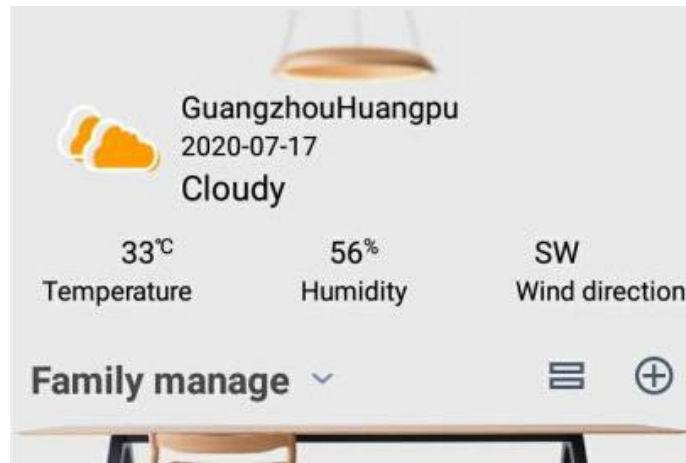 GuangzhouHuangpu
2020-07-17
Cloudy
33℃ 56% SW
Temperature Humidity Wind direction
Family manage